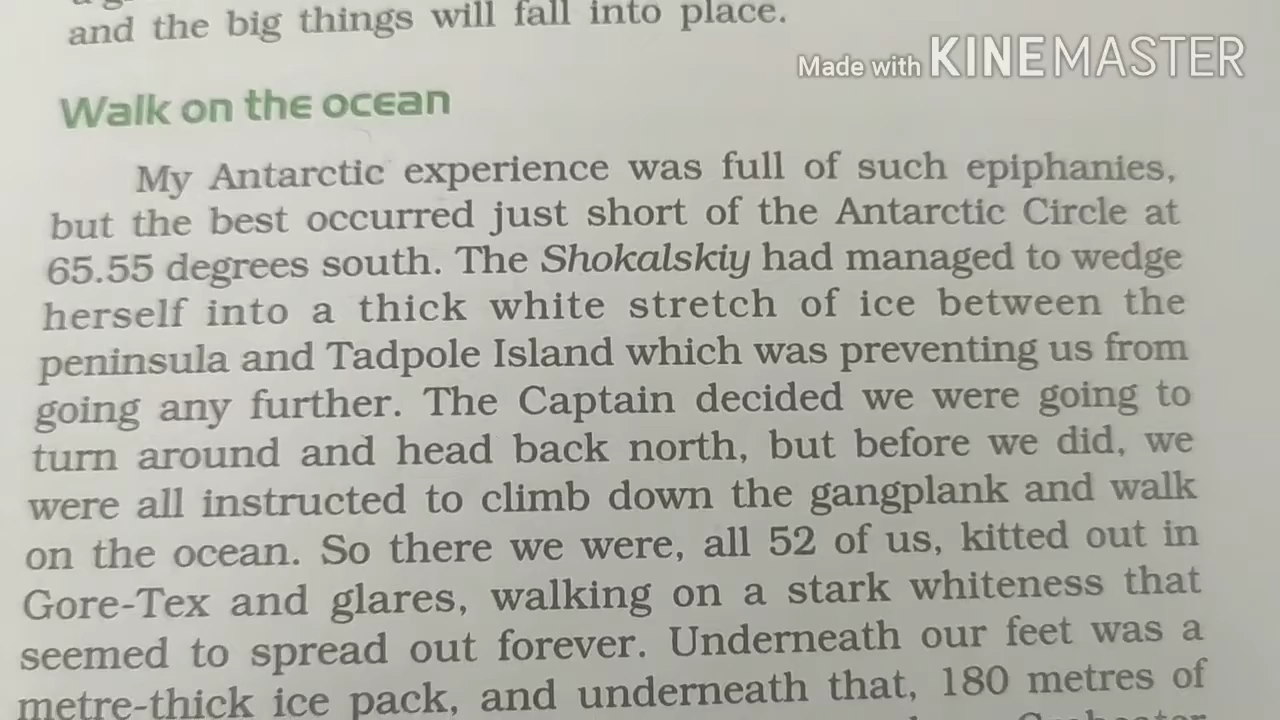 and the big things will fall into place.
Made with KINEMASTER
Walk on the ocean
My Antarctic experience was full of such epiphanies,
but the best occurred just short of the Antarctic Circle at
65.55 degrees south. The Shokalskiy had managed to wedge
herself into a thick white stretch of ice between the
peninsula and Tadpole Island which was preventing us from
going any further. The Captain decided we were going to
turn around and head back north, but before we did, we
were all instructed to climb down the gangplank and walk
on the ocean. So there we were, all 52 of us, kitted out in
Gore-Tex and glares, walking on a stark whiteness that
seemed to spread out forever. Underneath our feet was a
metre-thick ice pack, and underneath that, 180 metres of